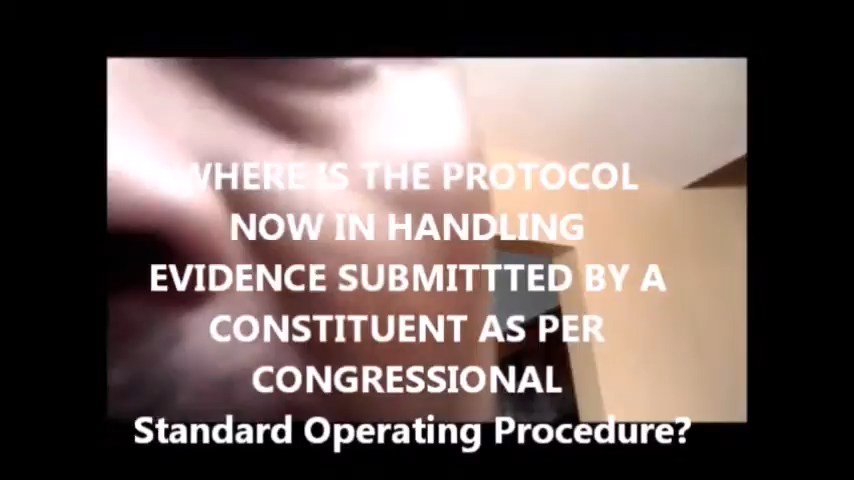 WHERE IS THE PROTOCOL
NOW IN HANDLING
EVIDENCE SUBMITTTED BY A
CONSTITUENT AS PER
CONGRESSIONAL
Standard Operating Procedure?